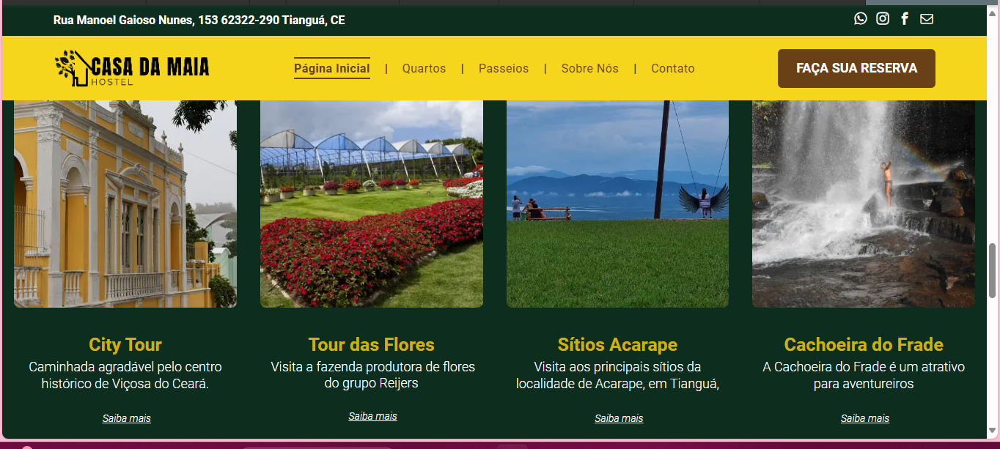 Rua Manoel Gaioso Nunes, 153 62322-290 Tianguá, CE
CASA DA MAIA
HOSTEL
Página Inicial | Quartos | Passeios | Sobre Nós | Contato
FAÇA SUA RESERVA
City Tour
Caminhada agradável pelo centro
histórico de Viçosa do Ceará.
Saiba mais
Tour das Flores
Visita a fazenda produtora de flores
do grupo Reijers
Saiba mais
Sítios Acarape
Visita aos principais sítios da
localidade de Acarape, em Tianguá,
Saiba mais
Cachoeira do Frade
A Cachoeira do Frade é um atrativo
para aventureiros
Saiba mais